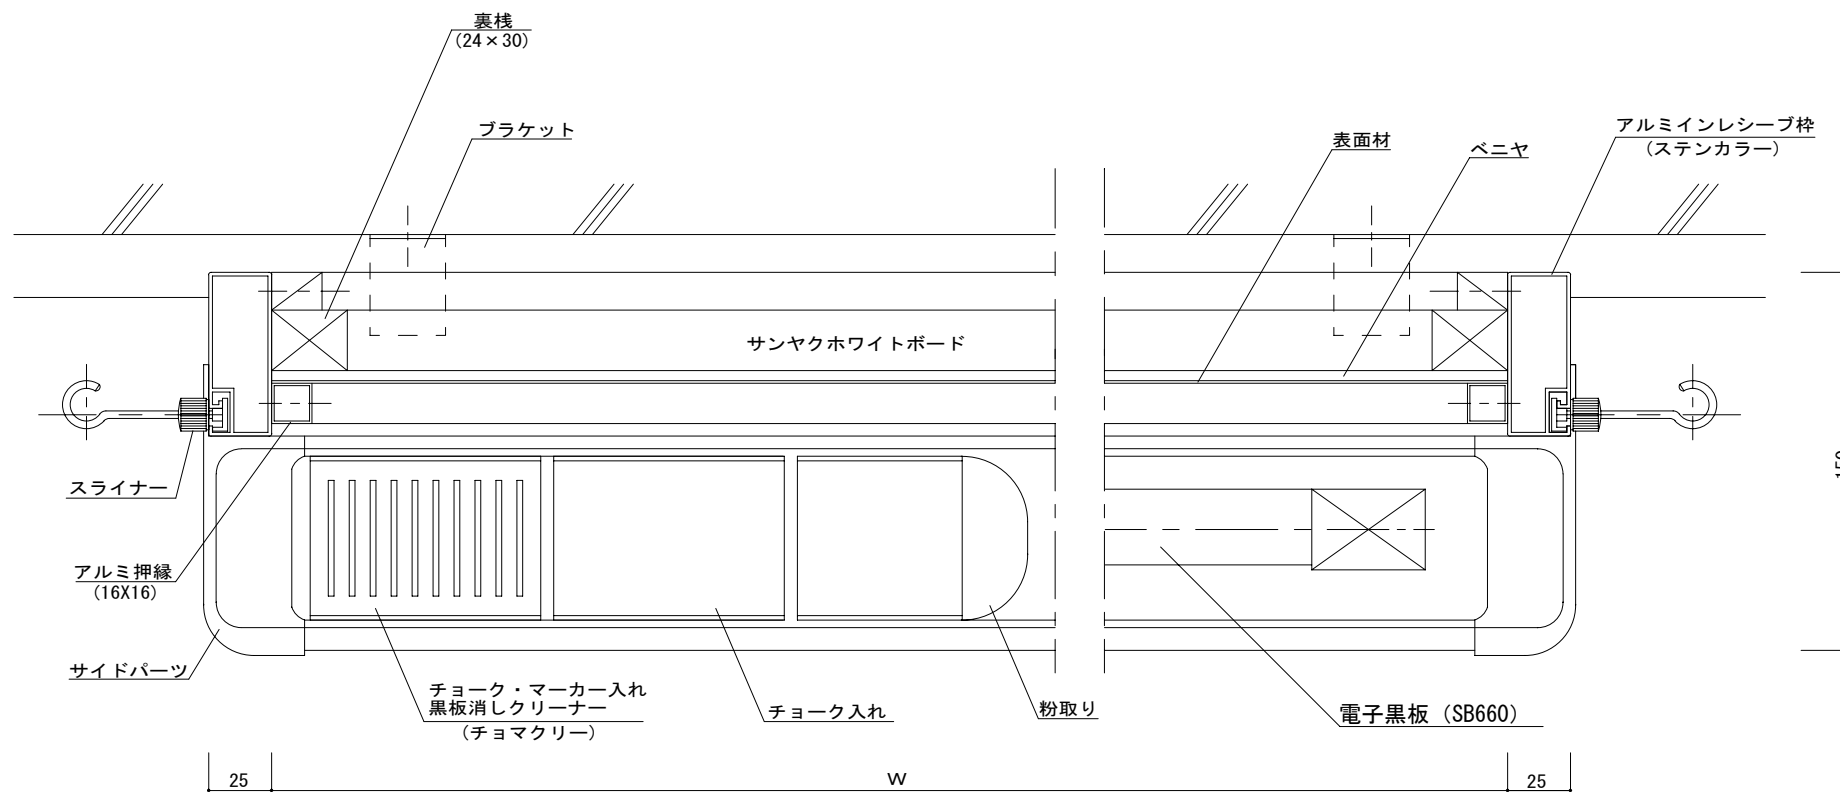 裏桟
(24×30)
ブラケット
表面材
ベニヤ
アルミインレシーブ枠
(ステンカラー)
サンヤクホワイトボード
スライナー
アルミ押縁
(16X16)
サイドパーツ
チョーク・マーカー入れ
黒板消しクリーナー
(チョマクリー)
チョーク入れ
粉取り
電子黒板 (SB660)
25
W
25